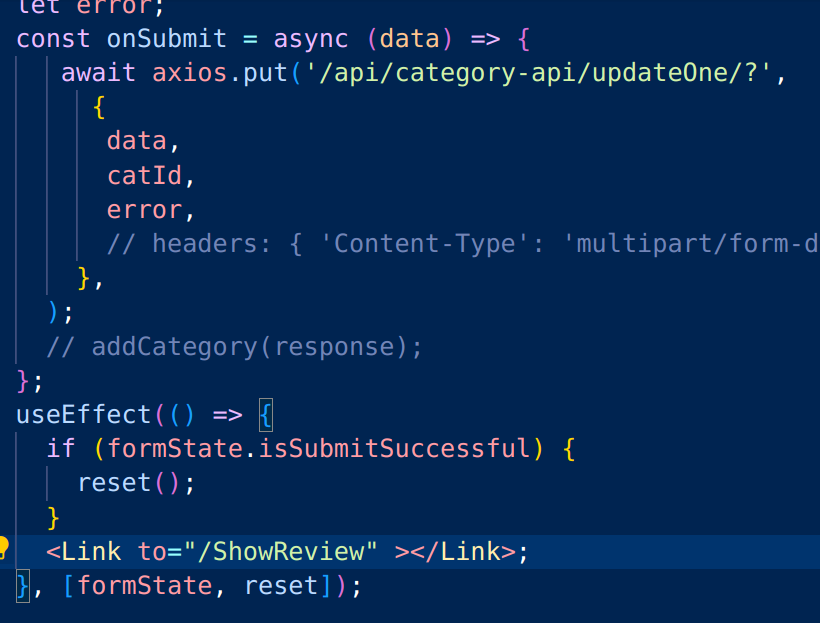 let error;
const onSubmit = async (data) => {
await axios.put('/api/category-api/updateOne/?',
{
data,
catId,
error,
// headers: { 'Content-Type': 'multipart/form-d
},
);
// addCategory(response);
};
useEffect(() => {
if (formState.isSubmitSuccessful) {
reset();
}
<Link to="/ShowReview" ></Link>;
}, [formState, reset]);